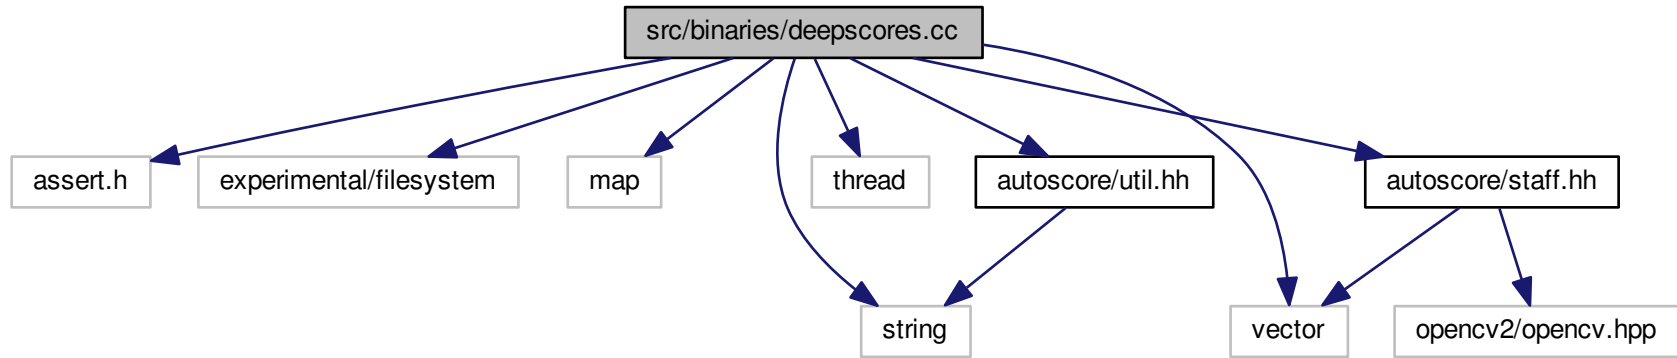 src/binaries/deepscores.cc
assert.h
experimental/filesystem
map
thread
autoscore/util.hh
autoscore/staff.hh
string
vector
opencv2/opencv.hpp